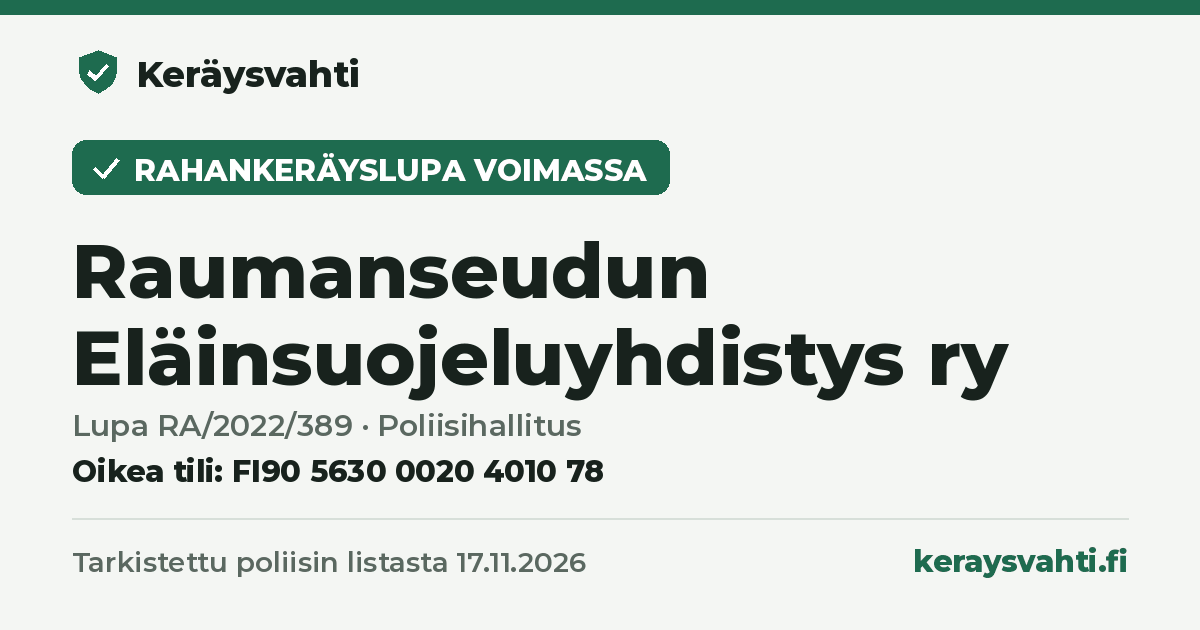 Keräysvahti
RAHANKERÄYSLUPA VOIMASSA
Raumanseudun
Eläinsuojeluyhdistys ry
Lupa RA/2022/389 · Poliisihallitus
Oikea tili: FI90 5630 0020 4010 78
Tarkistettu poliisin listasta 17.11.2026
keraysvahti.fi